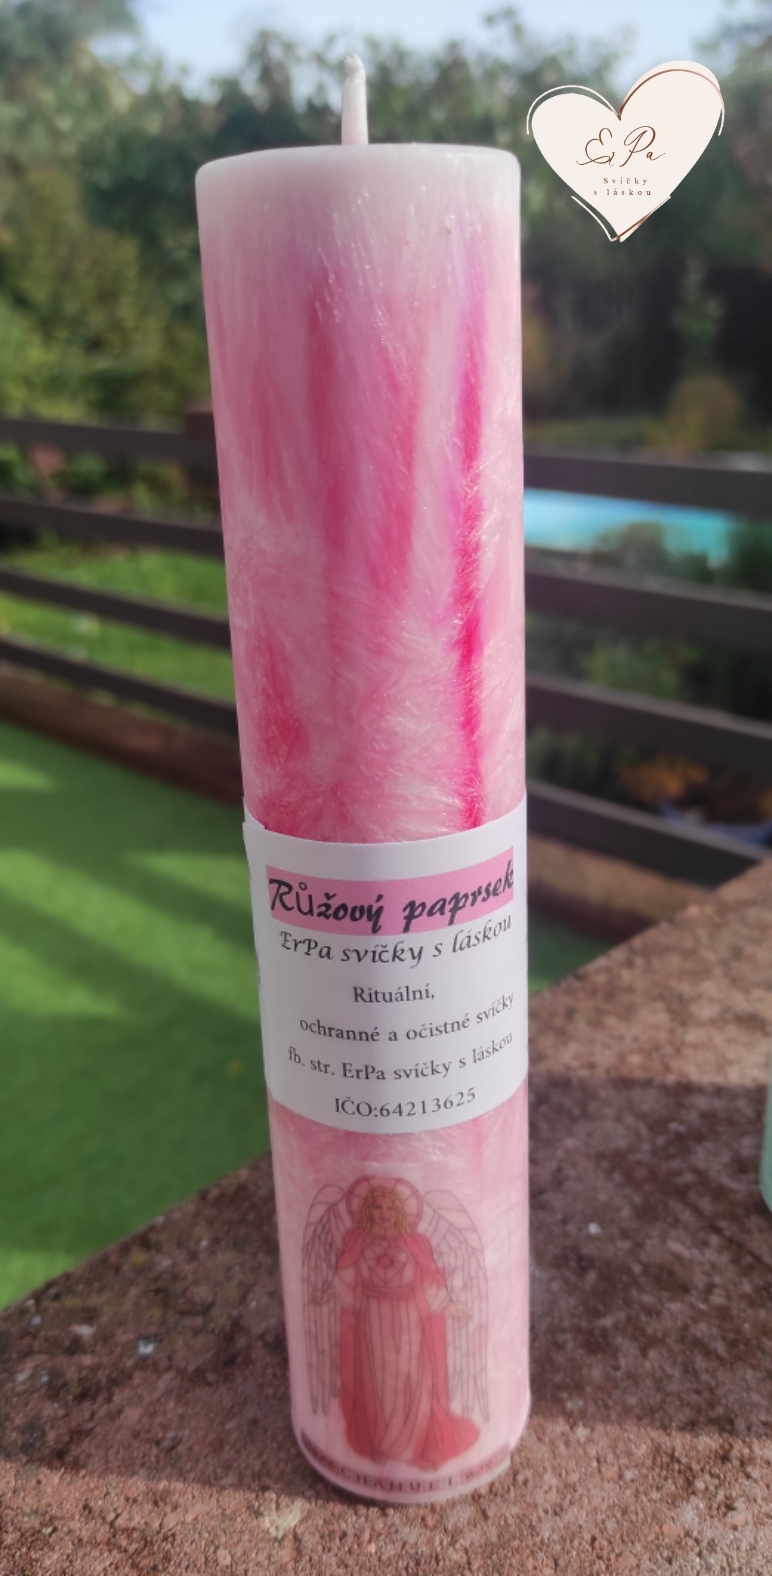 ErPa
Svíčky
s láskou
Růžový paprsek
ErPa svíčky s láskou
Rituální,
ochranné a očistné svíčky
fb. str. ErPa svíčky s láskou
IČO:64213625